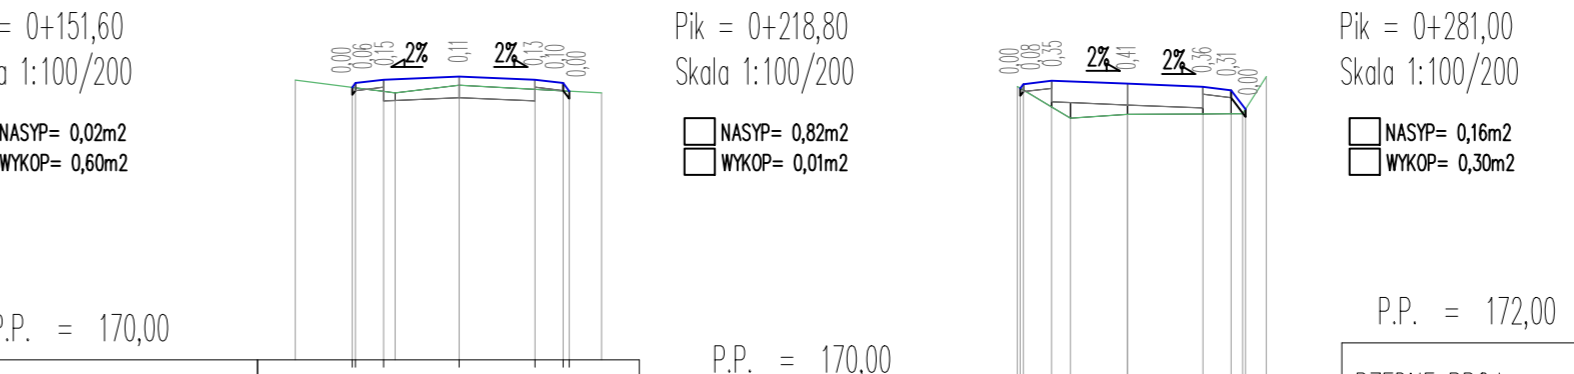 = 0+151,60
a 1:100/200
NASYP= 0,02m2
WYKOP= 0,60m2
P.P. = 170,00
0,00
0,06
0,15
2%
0,11
2%
0,13
0,10
0,00
Pik = 0+218,80
Skala 1:100/200
NASYP= 0,82m2
WYKOP= 0,01m2
P.P. = 170,00
0,00
0,08
0,35
2%
0,41
2%
0,36
0,31
0,00
Pik = 0+281,00
Skala 1:100/200
NASYP= 0,16m2
WYKOP= 0,30m2
P.P. = 172,00